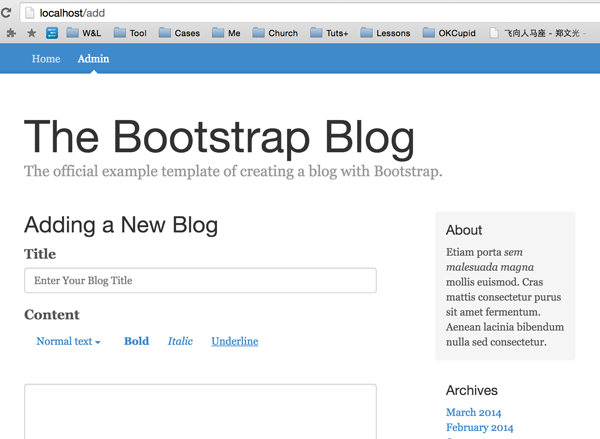 localhost/add
W&L Tool Cases Me Church Tuts+ Lessons OKCupid 飞向人马座 - 郑文光 -
Home Admin
The Bootstrap Blog
The official example template of creating a blog with Bootstrap.
Adding a New Blog
Title
Enter Your Blog Title
Content
Normal text Bold Italic Underline
About
Etiam porta sem
malesuada magna
mollis euismod. Cras
mattis consectetur purus
sit amet fermentum.
Aenean lacinia bibendum
nulla sed consectetur.
Archives
March 2014
February 2014